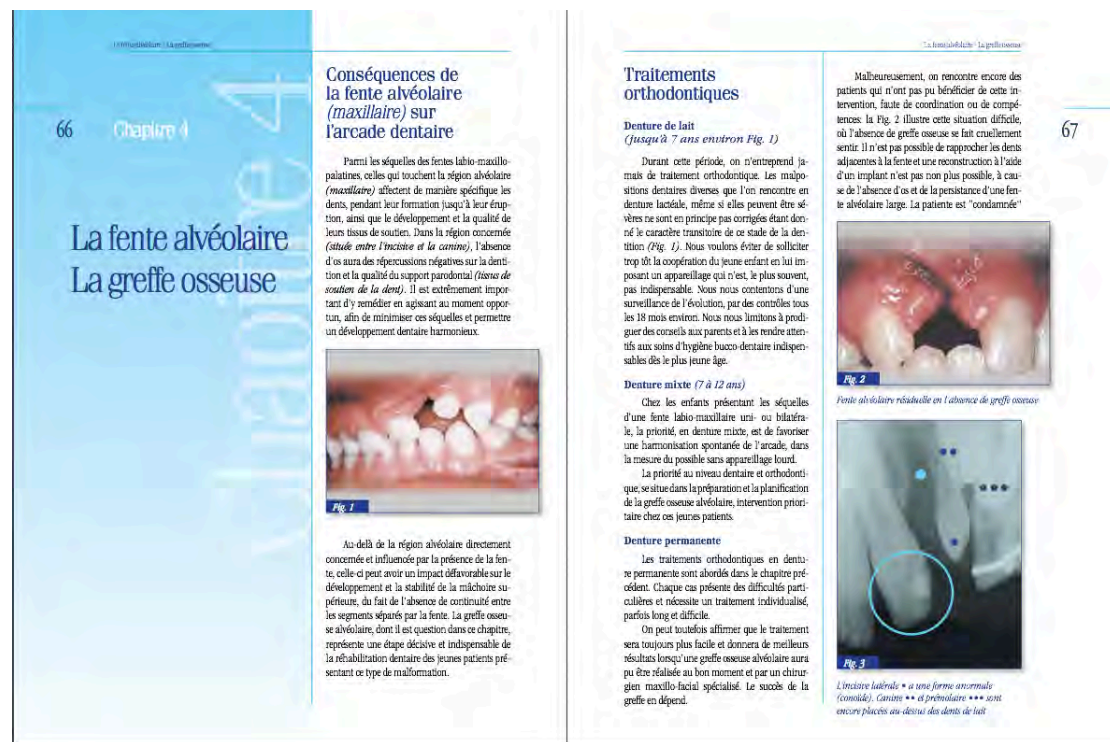 La fente alvéolaire - La greffe osseuse
66
Chapitre 4
chapitre 4
La fente alvéolaire
La greffe osseuse
Conséquences de
la fente alvéolaire
(maxillaire) sur
l'arcade dentaire
Parmi les séquelles des fentes labio-maxillo-
palatines, celles qui touchent la région alvéolaire
(maxillaire) affectent de manière spécifique les
dents, pendant leur formation jusqu'à leur érup-
tion, ainsi que le développement et la qualité de
leurs tissus de soutien. Dans la région concernée
(située entre l'incisive et la canine), l'absence
d'os aura des répercussions négatives sur la denti-
tion et la qualité du support parodontal (tissus de
soutien de la dent). Il est extrêmement impor-
tant d'y remédier en agissant au moment oppor-
tun, afin de minimiser ces séquelles et permettre
un développement dentaire harmonieux.
Fig. 1
Au-delà de la région alvéolaire directement
concernée et influencée par la présence de la fen-
te, celle-ci peut avoir un impact défavorable sur le
développement et la stabilité de la mâchoire su-
périeure, du fait de l'absence de continuité entre
les segments séparés par la fente. La greffe osseu-
se alvéolaire, dont il est question dans ce chapitre,
représente une étape décisive et indispensable de
la réhabilitation dentaire des jeunes patients pré-
sentant ce type de malformation.
Traitements
orthodontiques
Denture de lait
(jusqu'à 7 ans environ Fig. 1)
Durant cette période, on n'entreprend ja-
mais de traitement orthodontique. Les malpo-
sitions dentaires diverses que l'on rencontre en
denture lactéale, même si elles peuvent être sé-
vères ne sont en principe pas corrigées étant don-
né le caractère transitoire de ce stade de la den-
tition (Fig. 1). Nous voulons éviter de solliciter
trop tôt la coopération du jeune enfant en lui im-
posant un appareillage qui n'est, le plus souvent,
pas indispensable. Nous nous contentons d'une
surveillance de l'évolution, par des contrôles tous
les 18 mois environ. Nous nous limitons à prodi-
guer des conseils aux parents et à les rendre atten-
tifs aux soins d'hygiène bucco-dentaire indispen-
sables dès le plus jeune âge.
Denture mixte (7 à 12 ans)
Chez les enfants présentant les séquelles
d'une fente labio-maxillaire uni- ou bilatéra-
le, la priorité, en denture mixte, est de favoriser
une harmonisation spontanée de l'arcade, dans
la mesure du possible sans appareillage lourd.
La priorité au niveau dentaire et orthodonti-
que, se situe dans la préparation et la planification
de la greffe osseuse alvéolaire, intervention priori-
taire chez ces jeunes patients.
Denture permanente
Les traitements orthodontiques en dentu-
re permanente sont abordés dans le chapitre pré-
cédent. Chaque cas présente des difficultés parti-
culières et nécessite un traitement individualisé,
parfois long et difficile.
On peut toutefois affirmer que le traitement
sera toujours plus facile et donnera de meilleurs
résultats lorsqu'une greffe osseuse alvéolaire aura
pu être réalisée au bon moment et par un chirur-
gien maxillo-facial spécialisé. Le succès de la
greffe en dépend.
La fente alvéolaire - La greffe osseuse
67
Malheureusement, on rencontre encore des
patients qui n'ont pas pu bénéficier de cette in-
tervention, faute de coordination ou de compé-
tences: la Fig. 2 illustre cette situation difficile,
où l'absence de greffe osseuse se fait cruellement
sentir. Il n'est pas possible de rapprocher les dents
adjacentes à la fente et une reconstruction à l'aide
d'un implant n'est pas non plus possible, à cau-
se de l'absence d'os et de la persistance d'une fen-
te alvéolaire large. La patiente est "condamnée"
Fig. 2
Fente alvéolaire résiduelle en l'absence de greffe osseuse
Fig. 3
L'incisive latérale • a une forme anormale
(conoïde). Canine •• et prémolaire ••• sont
encore placées au-dessus des dents de lait